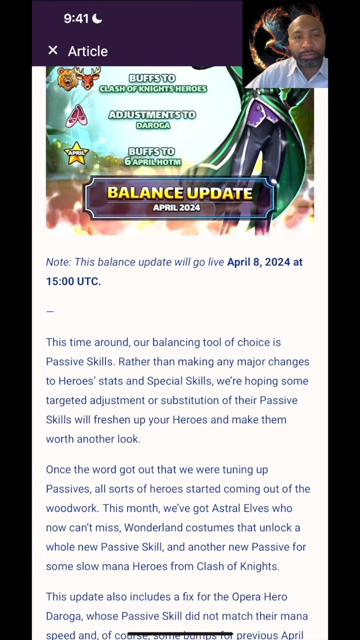 9:41
× Article
BUFFS TO
CLASH OF KNIGHTS HEROES
ADJUSTMENTS TO
DAROGA
APRIL
BUFFS TO
6 APRIL HOTM
BALANCE UPDATE
APRIL 2024
Note: This balance update will go live April 8, 2024 at
15:00 UTC.
—
This time around, our balancing tool of choice is
Passive Skills. Rather than making any major changes
to Heroes' stats and Special Skills, we're hoping some
targeted adjustment or substitution of their Passive
Skills will freshen up your Heroes and make them
worth another look.
Once the word got out that we were tuning up
Passives, all sorts of heroes started coming out of the
woodwork. This month, we've got Astral Elves who
now can't miss, Wonderland costumes that unlock a
whole new Passive Skill, and another new Passive for
some slow mana Heroes from Clash of Knights.
This update also includes a fix for the Opera Hero
Daroga, whose Passive Skill did not match their mana
speed and, of course, some bumps for previous April